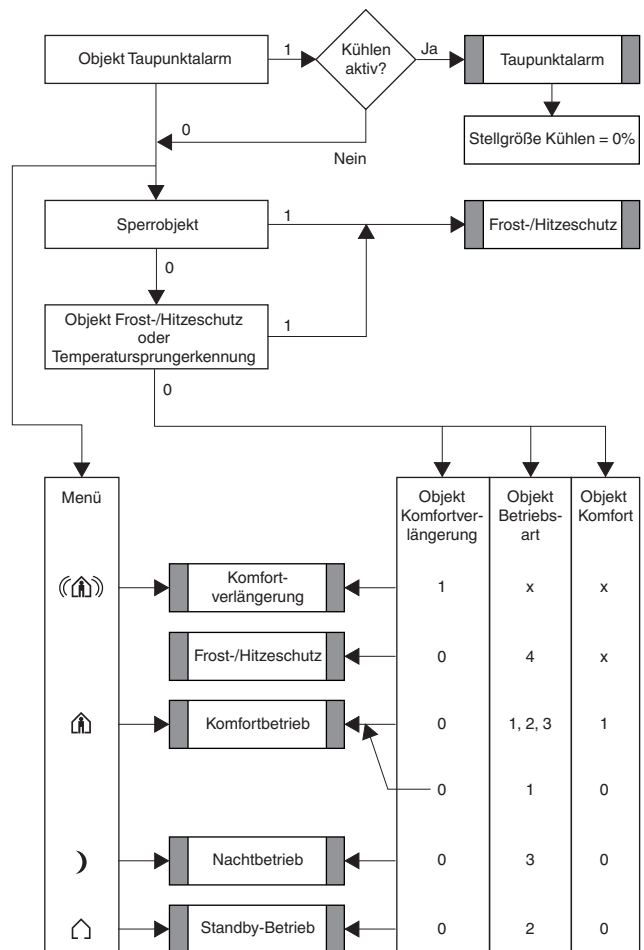 Objekt Taupunktalarm
1
Kühlen
aktiv?
Ja
Taupunktalarm
0
Nein
Stellgröße Kühlen = 0%
Sperrobjekt
1
Frost-/Hitzeschutz
0
Objekt Frost-/Hitzeschutz
oder
Temperatursprungerkennung
1
0
Menü
Objekt
Komfortver-
längerung
Objekt
Betriebs-
art
Objekt
Komfort
Komfort-
verlängerung
1 x x
Frost-/Hitzeschutz 0 4 x
Komfortbetrieb 0 1, 2, 3 1
0 1 0
Nachtbetrieb 0 3 0
Standby-Betrieb 0 2 0